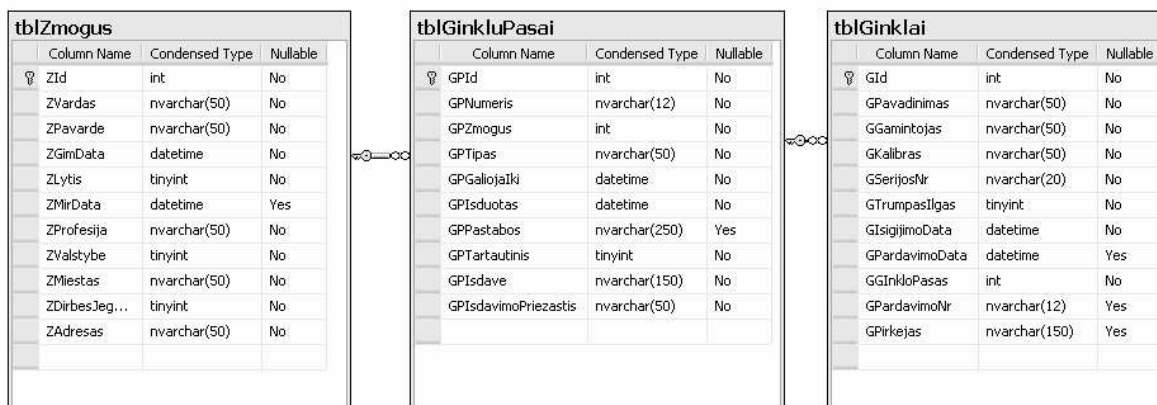 tblZmogus
Column Name Condensed Type Nullable
ZId int No
ZVardas nvarchar(50) No
ZPavarde nvarchar(50) No
ZGimData datetime No
ZLytis tinyint No
ZMirData datetime Yes
ZProfesija nvarchar(50) No
ZValstybe tinyint No
ZMiestas nvarchar(50) No
ZDirbesJeg... tinyint No
ZAdresas nvarchar(50) No
tblGinkluPasai
Column Name Condensed Type Nullable
GPId int No
GPNumeris nvarchar(12) No
GPZmogus int No
GPTipas nvarchar(50) No
GPGaliojaIki datetime No
GPIsduotas datetime No
GPPastabos nvarchar(250) Yes
GPTartautinis tinyint No
GPIsdave nvarchar(150) No
GPIsdavimoPriezastis nvarchar(50) No
tblGinklai
Column Name Condensed Type Nullable
GId int No
GPavadinimas nvarchar(50) No
GGamintojas nvarchar(50) No
GKalibras nvarchar(50) No
GSerijosNr nvarchar(20) No
GTrumpasIlgas tinyint No
GIsigijimoData datetime No
GPardavimoData datetime Yes
GGInkloPasas int No
GPardavimoNr nvarchar(12) Yes
GPirkejas nvarchar(150) Yes